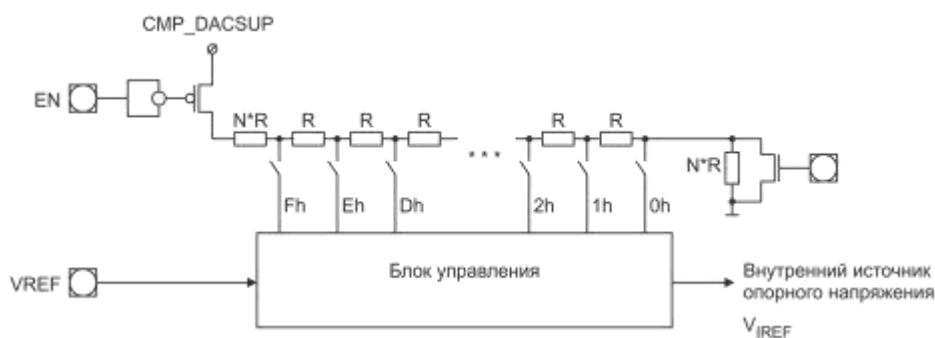 CMP_DACSUP
EN
N*R
R
R
R
R
R
* * *
N*R
Fh
Eh
Dh
2h
1h
0h
Блок управления
VREF
Внутренний источник
опорного напряжения
VIREF